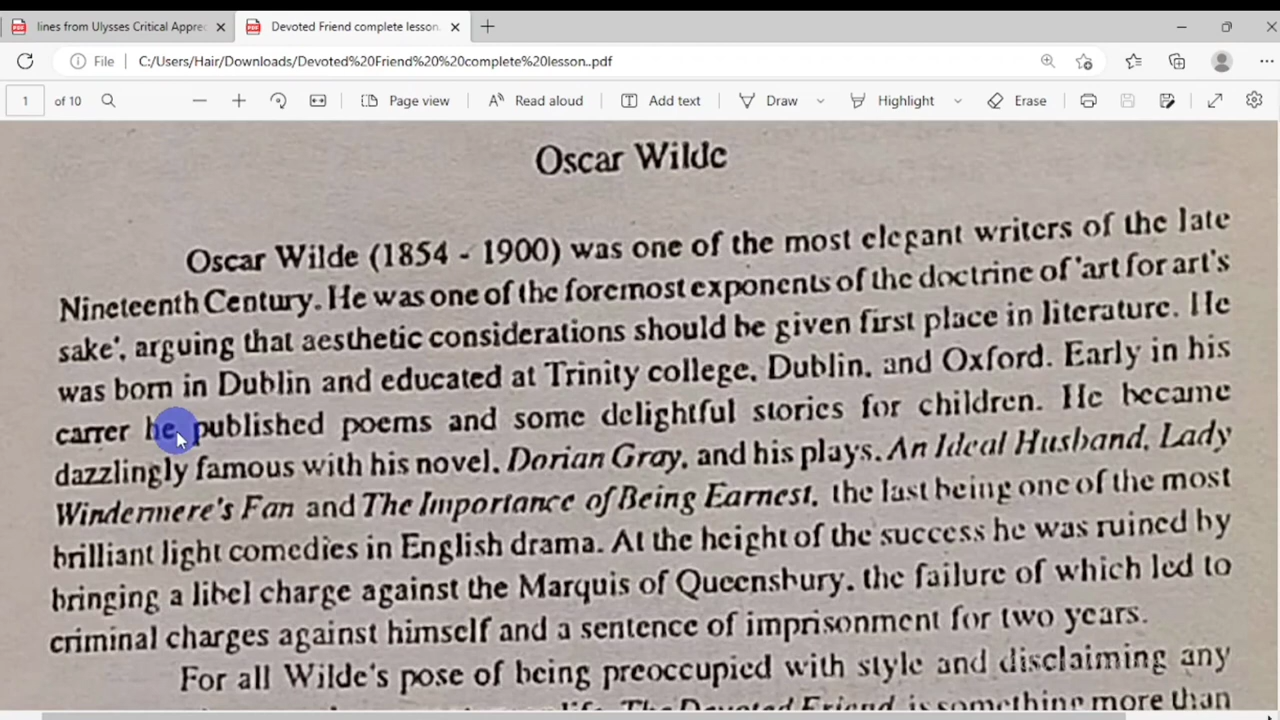 lines from Ulysses Critical Apprec
Devoted Friend complete lesson.
File
C:/Users/Hair/Downloads/Devoted%20Friend%20%20complete%20lesson..pdf
1 of 10
Page view
Read aloud
Add text
Draw
Highlight
Erase
Oscar Wilde
Oscar Wilde (1854 - 1900) was one of the most elegant writers of the late
Nineteenth Century. He was one of the foremost exponents of the doctrine of 'art for art's
sake', arguing that aesthetic considerations should be given first place in literature. He
was born in Dublin and educated at Trinity college, Dublin, and Oxford. Early in his
carrer he published poems and some delightful stories for children. He became
dazzlingly famous with his novel, Dorian Gray, and his plays, An Ideal Husband, Lady
Windermere's Fan and The Importance of Being Earnest, the last being one of the most
brilliant light comedies in English drama. At the height of the success he was ruined by
bringing a libel charge against the Marquis of Queensbury, the failure of which led to
criminal charges against himself and a sentence of imprisonment for two years.
For all Wilde's pose of being preoccupied with style and disclaiming any
life, The Devoted Friend is something more than